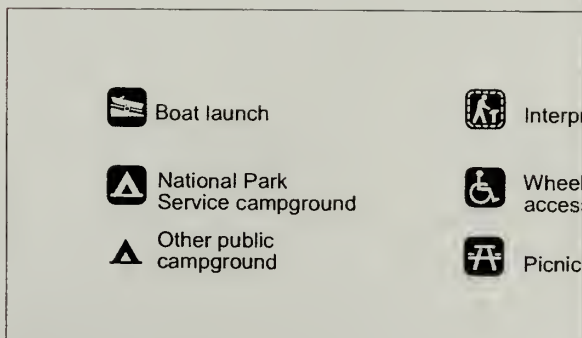 Boat launch
National Park
Service campground
Other public
campground
Interpr
Wheel
access
Picnic